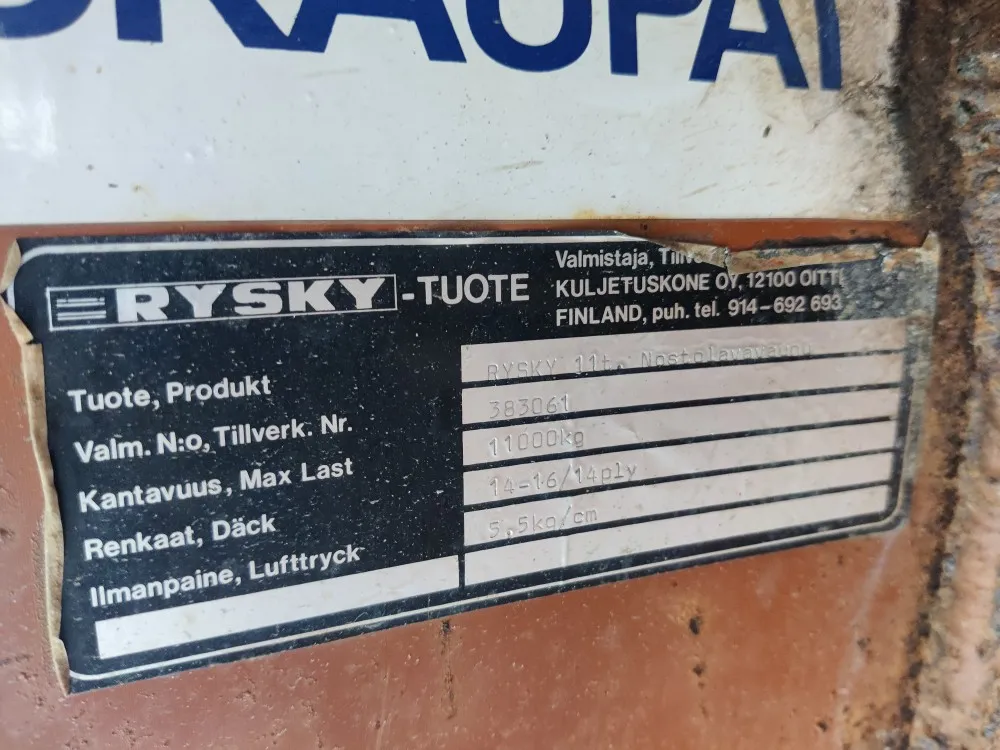 RAUPAT
RYSKY -TUOTE
Valmistaja,
KULJETUSKONE OY, 12100 OITTI
FINLAND, puh. tel. 914-692 693
Tuote, Produkt RYSKY 11t. Nostolavavaunu
Valm. N:o, Tillverk. Nr. 383061
Kantavuus, Max Last 11000kg
Renkaat, Däck 14-16/14ply
Ilmanpaine, Lufttryck 5,5kg/cm